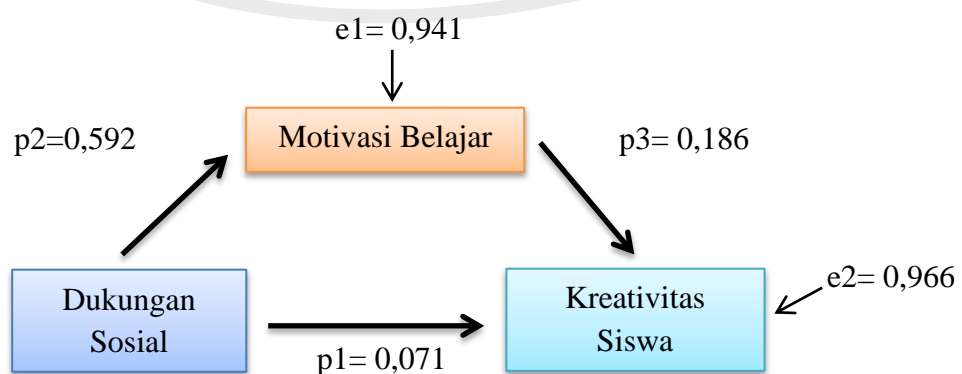 e1= 0,941
p2=0,592
Motivasi Belajar
p3= 0,186
Dukungan
Sosial
p1= 0,071
Kreativitas
Siswa
e2= 0,966